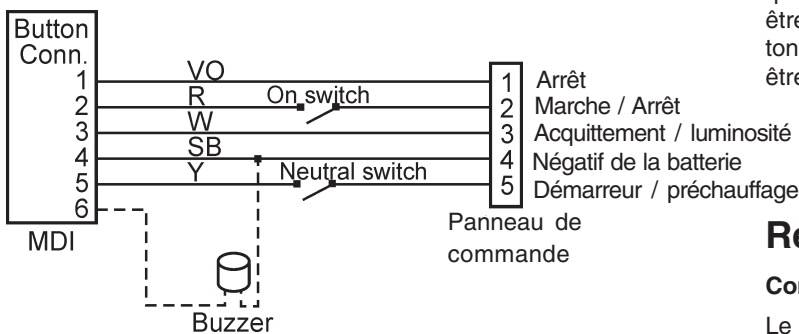 Button
Conn.
1 VO 1 Arrêt
2 R On switch 2 Marche / Arrêt
3 W 3 Acquittement / luminosité
4 SB 4 Négatif de la batterie
5 Y Neutral switch 5 Démarreur / préchauffage
6
MDI
Panneau de
commande
Buzzer
être
ton
être
Re
Con
Le